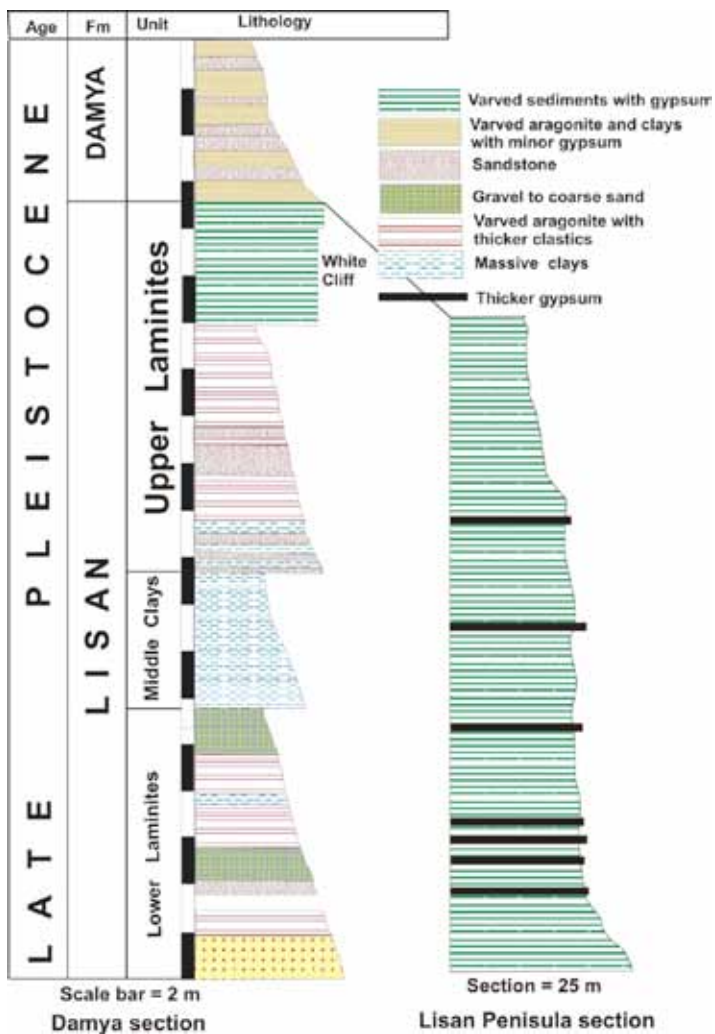 Age Fm Unit Lithology
LATE PLEISTOCENE
DAMYA
LISAN
Upper Laminites
Middle Clays
Lower Laminites
White
Cliff
Varved sediments with gypsum
Varved aragonite and clays
with minor gypsum
Sandstone
Gravel to coarse sand
Varved aragonite with
thicker clastics
Massive clays
Thicker gypsum
Scale bar = 2 m
Damya section
Section = 25 m
Lisan Penisula section